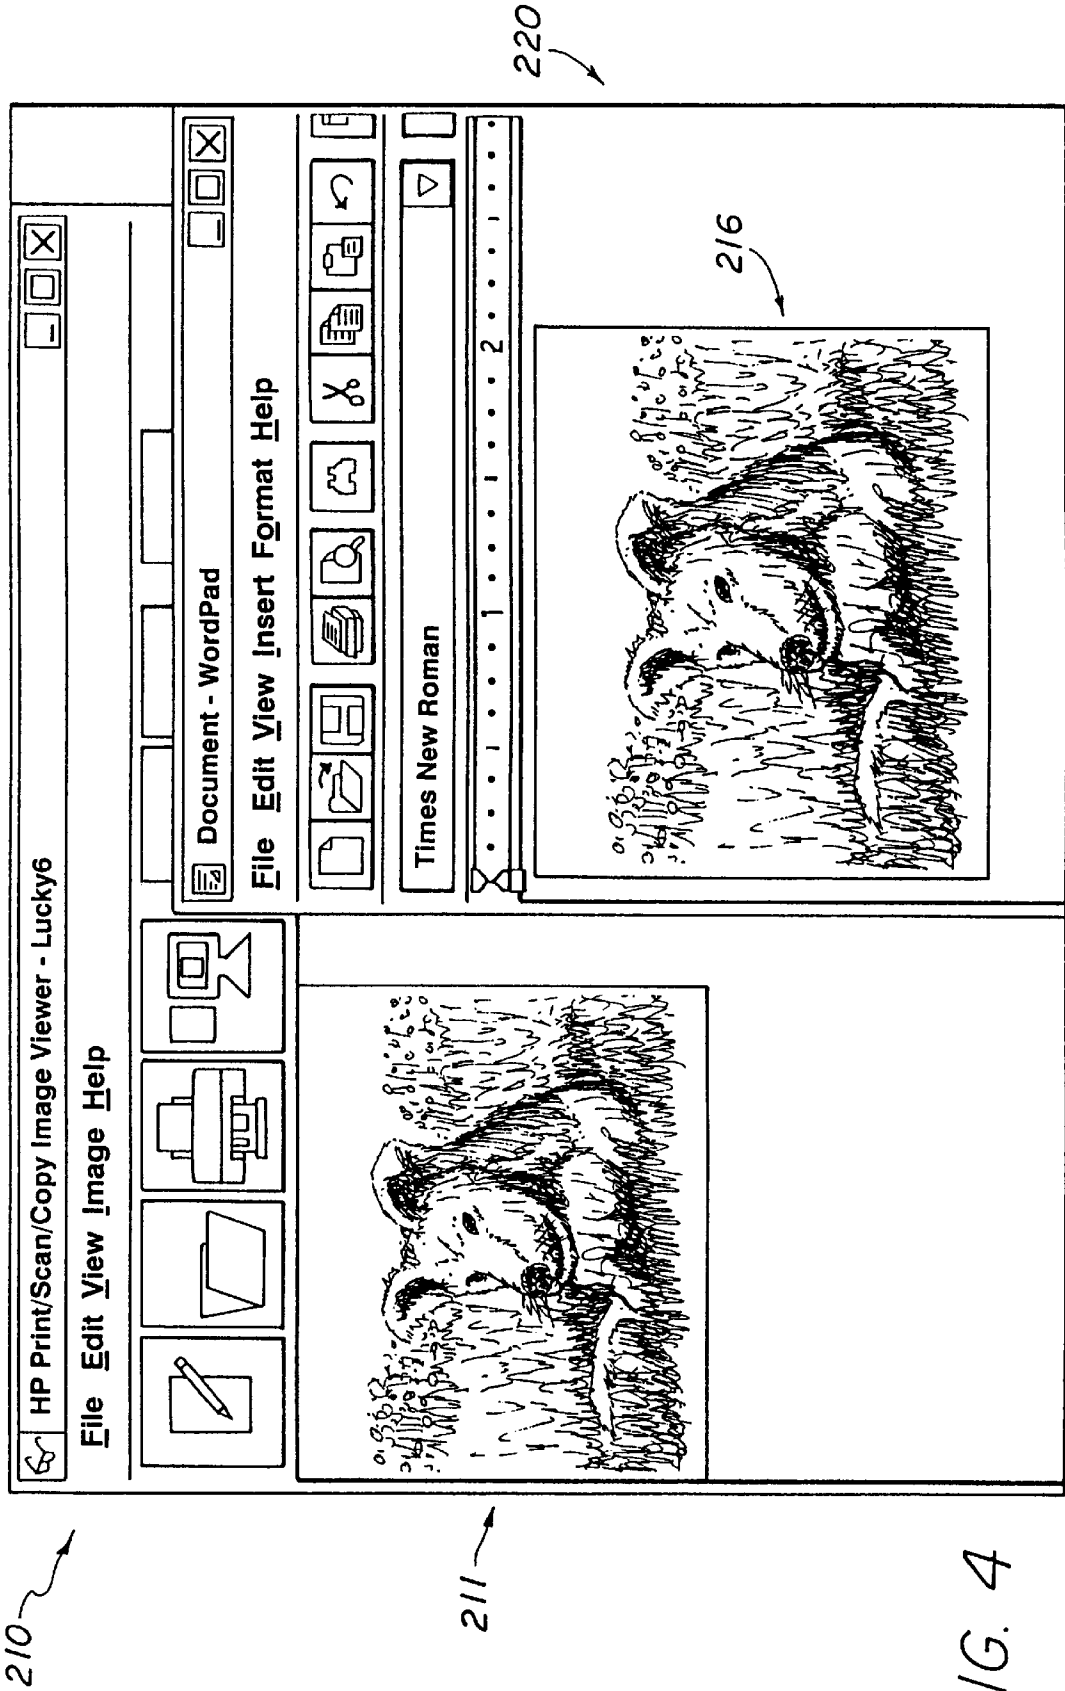 210
HP Print/Scan/Copy Image Viewer - Lucky6
File Edit View Image Help
Document - WordPad
File Edit View Insert Format Help
Times New Roman
1 2
220
211
216
IG. 4